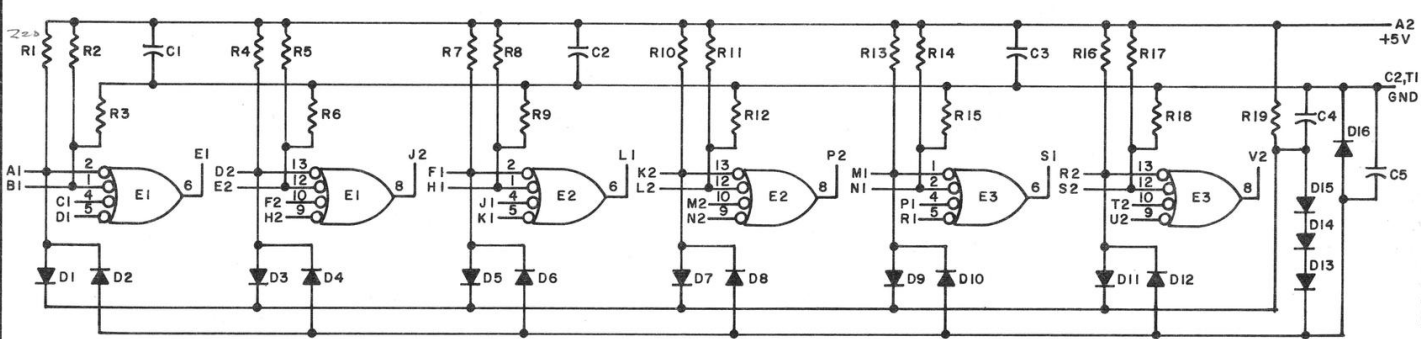 A2
+5V
220
R1 R2 C1 R4 R5 R7 R8 C2 R10 R11 R13 R14 C3 R16 R17
C2,T1
GND
R3 R6 R9 R12 R15 R18 R19 C4 D16
E1 J2 L1 P2 S1 V2
A1 2 D2 13 F1 2 K2 13 M1 1 R2 13 C5
B1 1 E1 6 E2 12 E1 8 H1 1 E2 6 L2 12 E2 8 N1 2 E3 6 S2 12 E3 8 D15
C1 4 F2 10 J1 4 M2 10 P1 4 T2 10
D1 5 H2 9 K1 5 N2 9 R1 5 U2 9 D14
D13
D1 D2 D3 D4 D5 D6 D7 D8 D9 D10 D11 D12